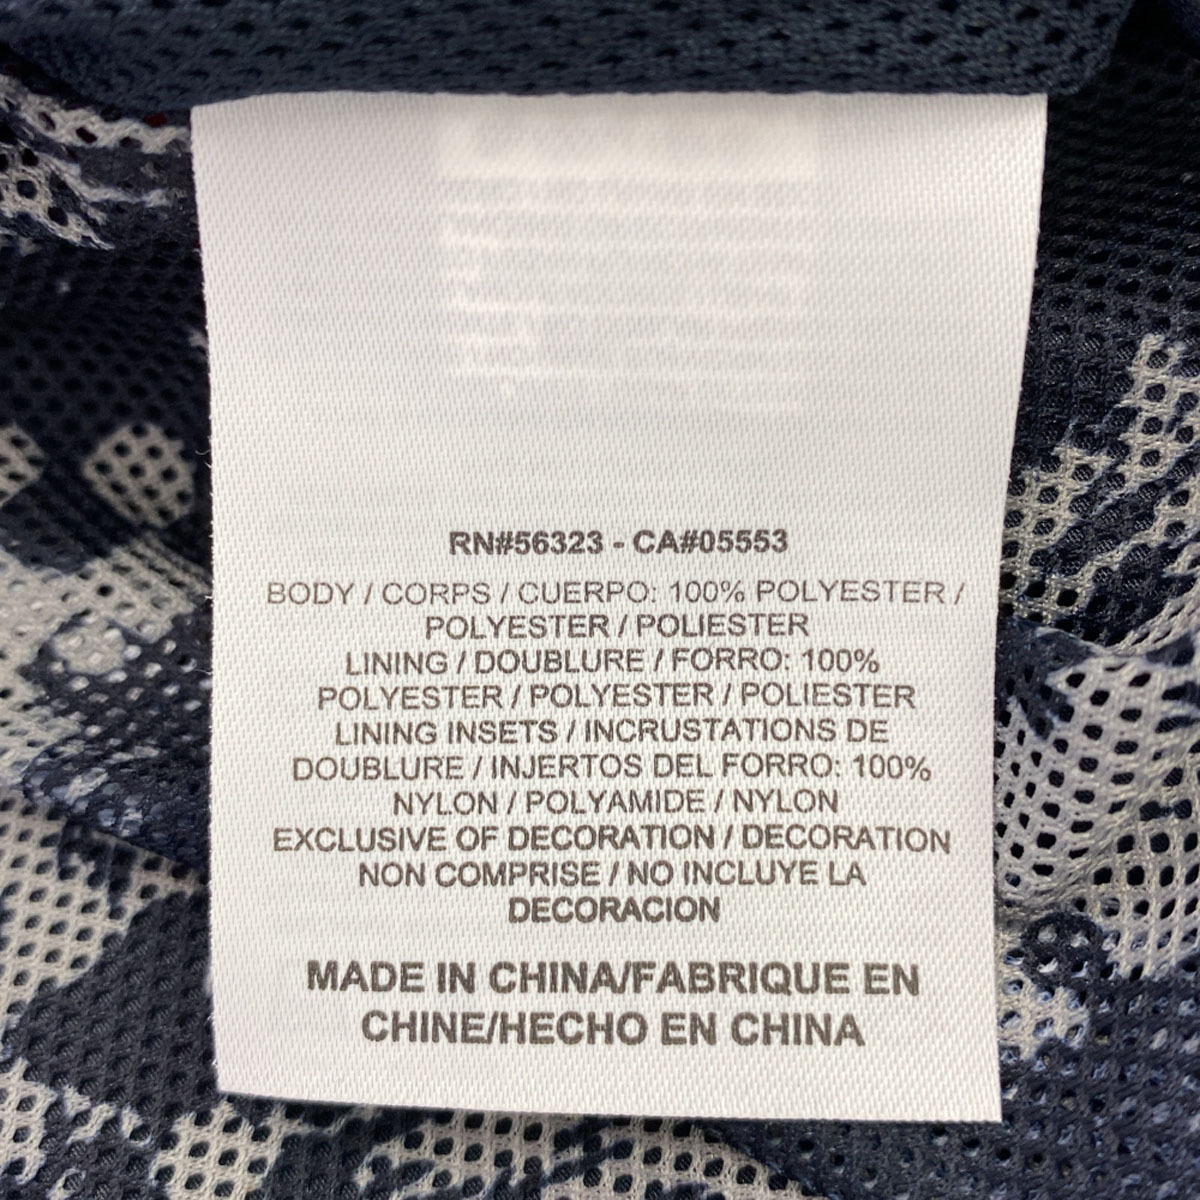 RN#56323 - CA#05553
BODY / CORPS / CUERPO: 100% POLYESTER /
POLYESTER / POLIESTER
LINING / DOUBLURE / FORRO: 100%
POLYESTER / POLYESTER / POLIESTER
LINING INSETS / INCRUSTATIONS DE
DOUBLURE / INJERTOS DEL FORRO: 100%
NYLON / POLYAMIDE / NYLON
EXCLUSIVE OF DECORATION / DECORATION
NON COMPRISE / NO INCLUYE LA
DECORACION
MADE IN CHINA/FABRIQUE EN
CHINE/HECHO EN CHINA